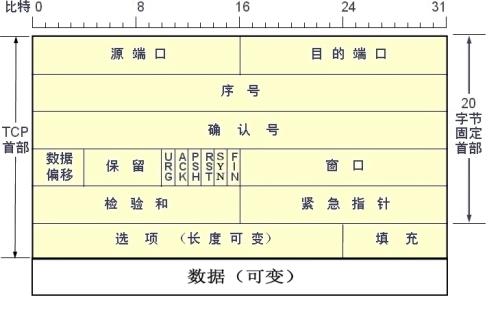 比特 0 8 16 24 31
源端口 目的端口
序号
TCP首部
20字节固定首部
确认号
数据偏移 保留 URG ACK PSH RST SYN FIN 窗口
检验和 紧急指针
选项（长度可变） 填充
数据（可变）